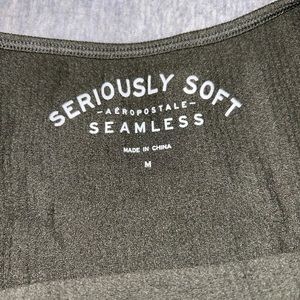 SERIOUSLY SOFT
-AÉROPOSTALE-
SEAMLESS
MADE IN CHINA
M